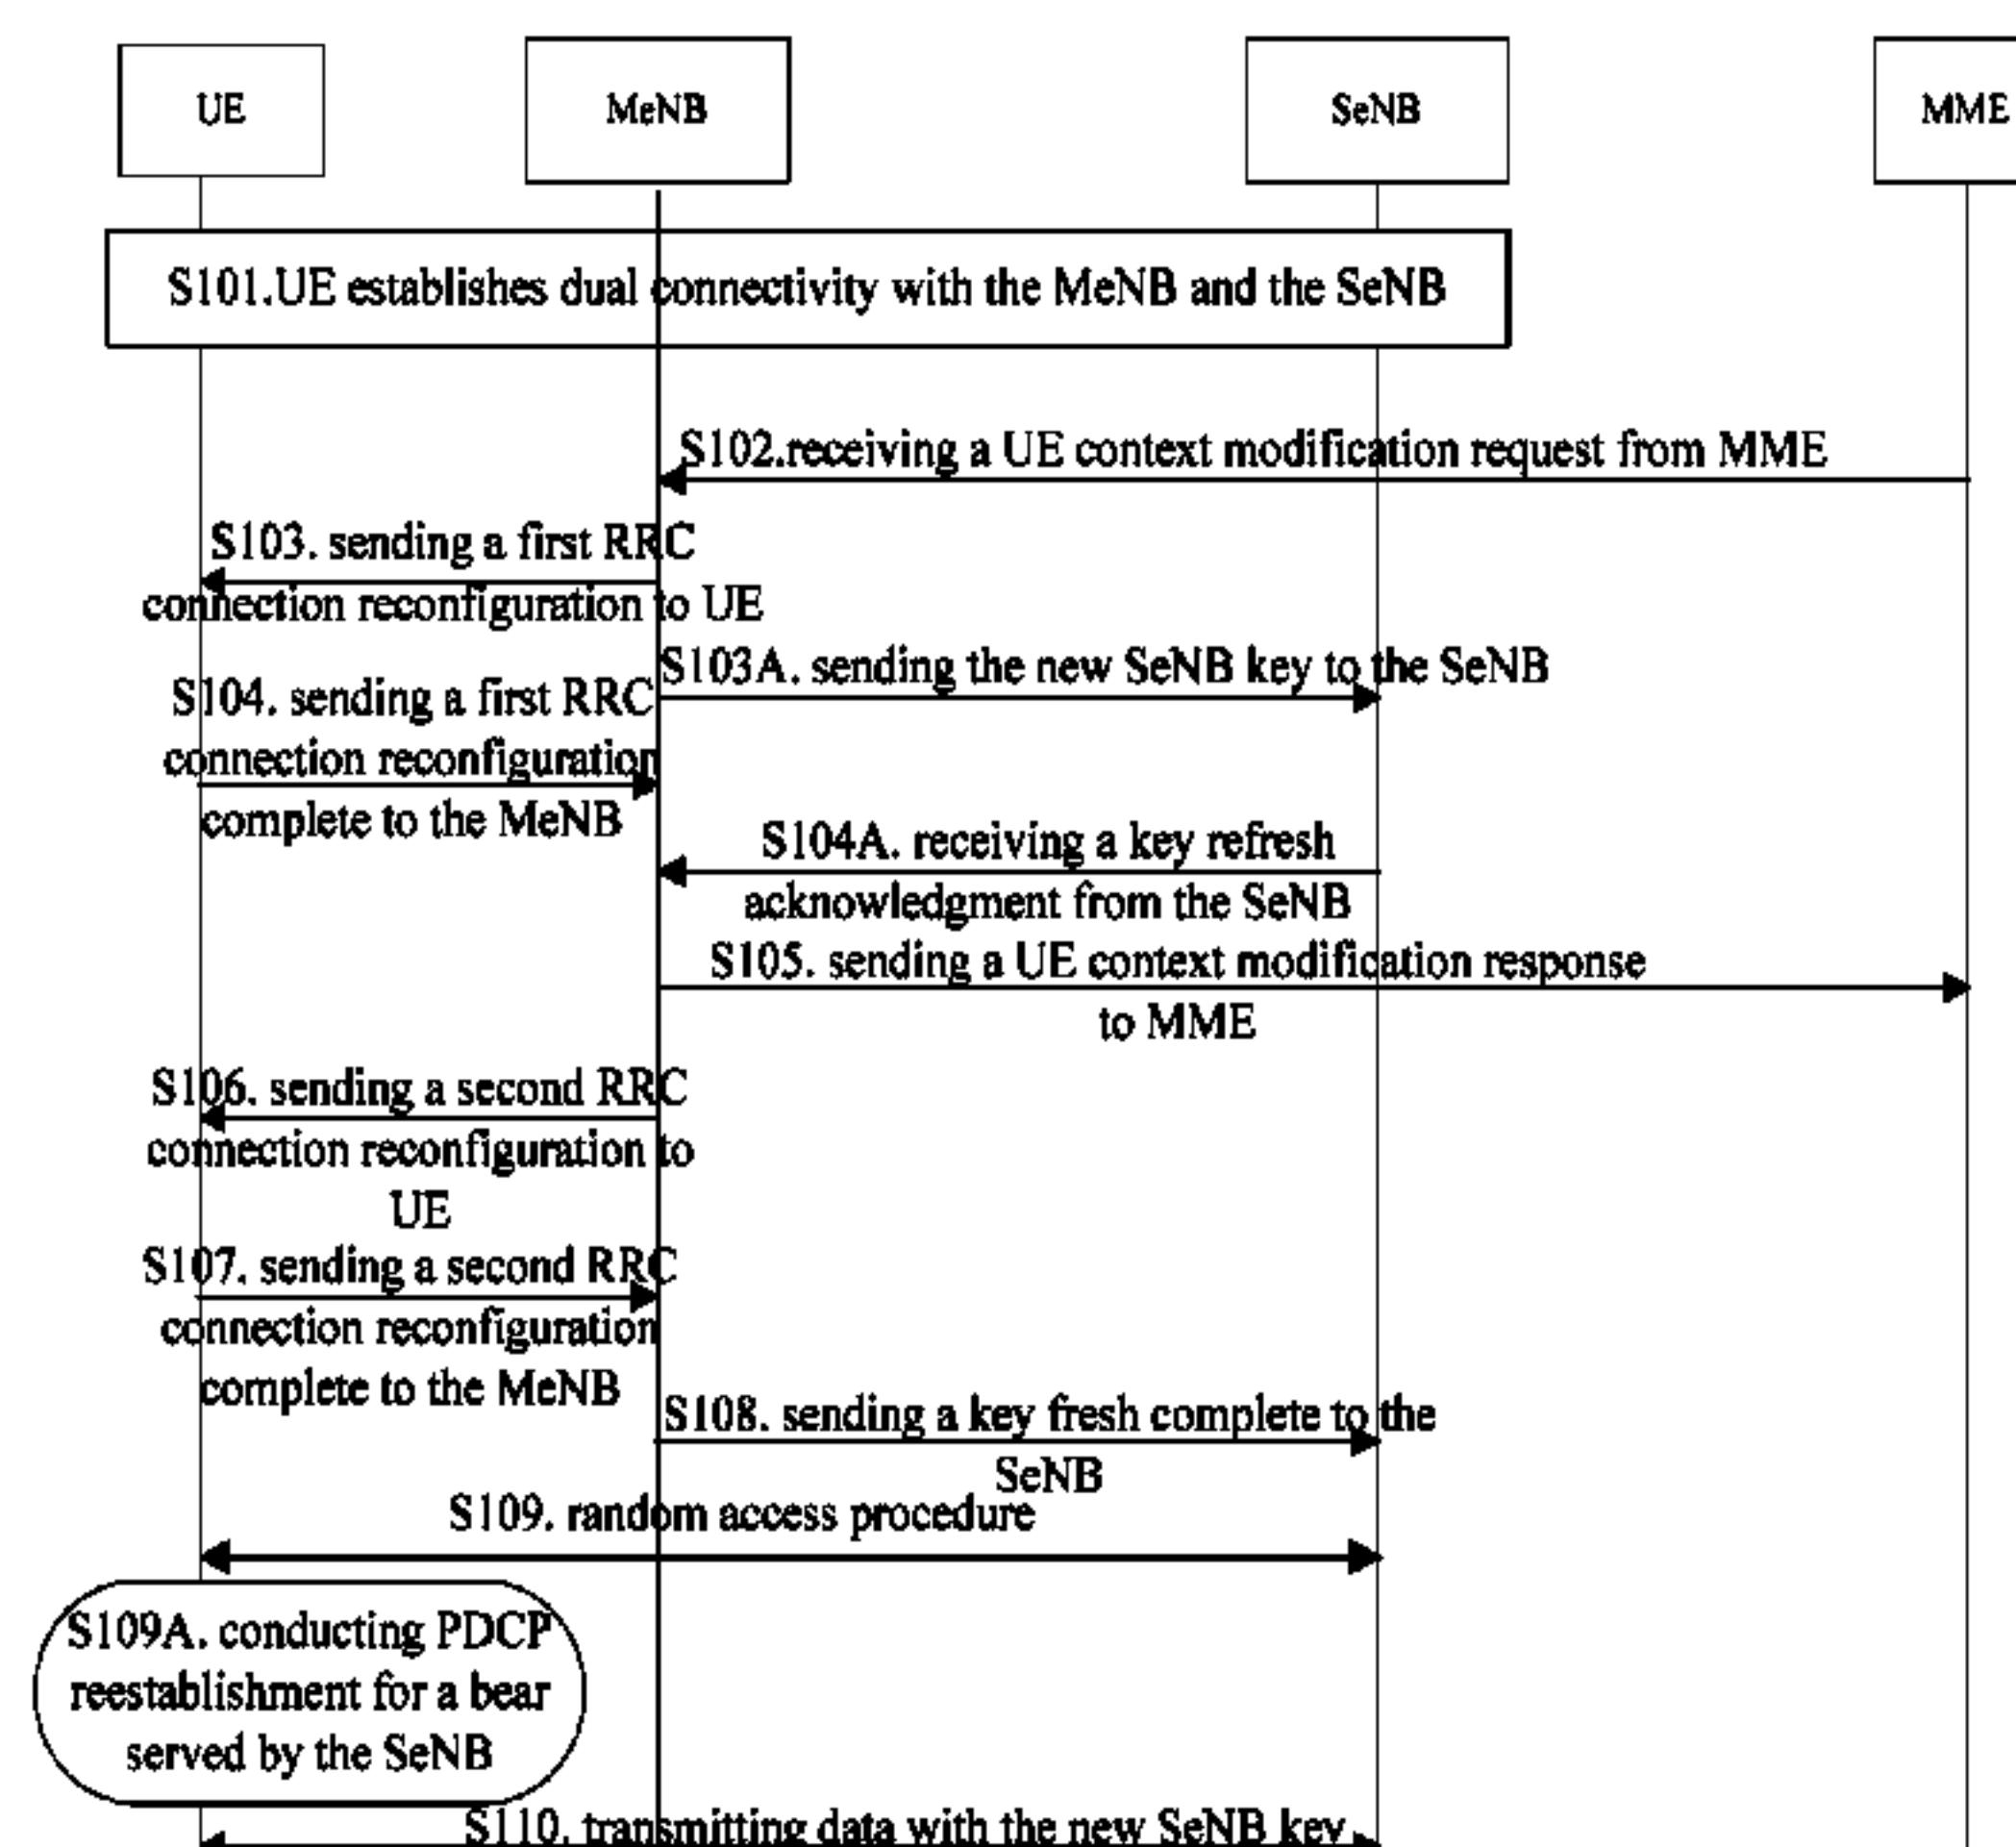 UE
MeNB
SeNB
MME
S101.UE establishes dual connectivity with the MeNB and the SeNB
S102.receiving a UE context modification request from MME
S103. sending a first RRC
connection reconfiguration to UE
S103A. sending the new SeNB key to the SeNB
S104. sending a first RRC
connection reconfiguration
complete to the MeNB
S104A. receiving a key refresh
acknowledgment from the SeNB
S105. sending a UE context modification response
to MME
S106. sending a second RRC
connection reconfiguration to
UE
S107. sending a second RRC
connection reconfiguration
complete to the MeNB
S108. sending a key fresh complete to the
SeNB
S109. random access procedure
S109A. conducting PDCP
reestablishment for a bear
served by the SeNB
S110. transmitting data with the new SeNB key